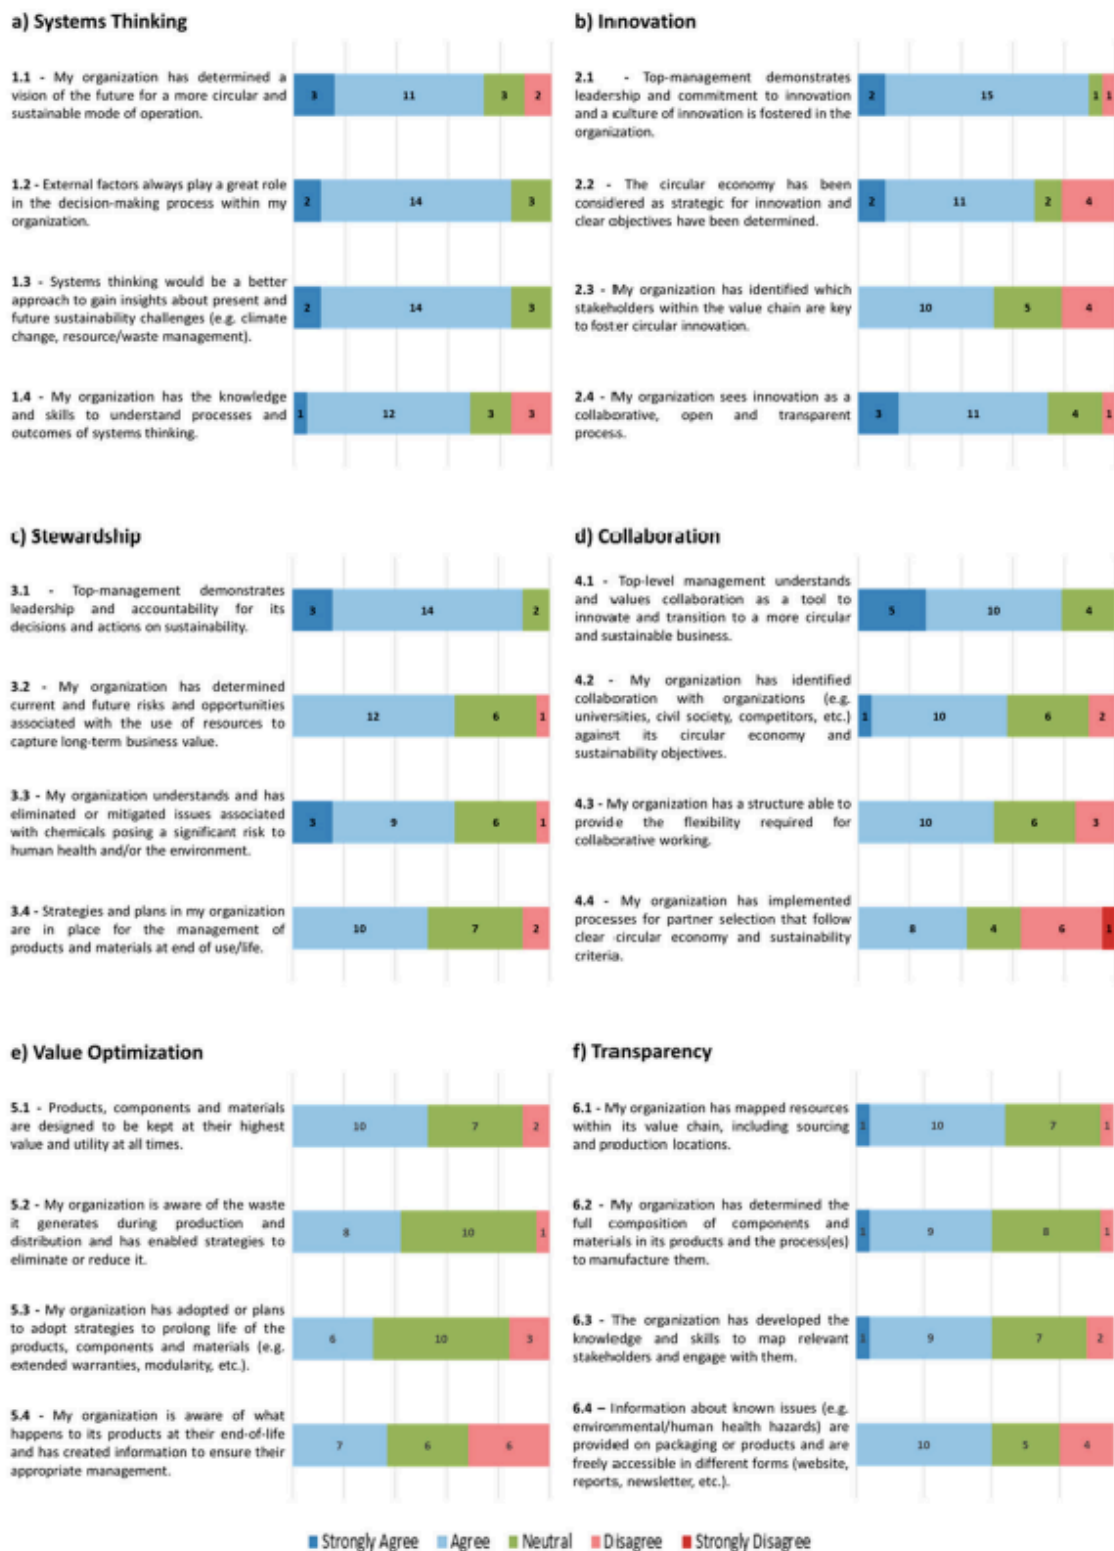 a) Systems Thinking
1.1 - My organization has determined a
vision of the future for a more circular and
sustainable mode of operation.
3 11 3 2
1.2 - External factors always play a great role
in the decision-making process within my
organization.
2 14 3
1.3 - Systems thinking would be a better
approach to gain insights about present and
future sustainability challenges (e.g. climate
change, resource/waste management).
2 14 3
1.4 - My organization has the knowledge
and skills to understand processes and
outcomes of systems thinking.
1 12 3 3
b) Innovation
2.1 - Top-management demonstrates
leadership and commitment to innovation
and a culture of innovation is fostered in the
organization.
2 15 1 1
2.2 - The circular economy has been
considered as strategic for innovation and
clear objectives have been determined.
2 11 2 4
2.3 - My organization has identified which
stakeholders within the value chain are key
to foster circular innovation.
10 5 4
2.4 - My organization sees innovation as a
collaborative, open and transparent
process.
3 11 4 1
c) Stewardship
3.1 - Top-management demonstrates
leadership and accountability for its
decisions and actions on sustainability.
3 14 2
3.2 - My organization has determined
current and future risks and opportunities
associated with the use of resources to
capture long-term business value.
12 6 1
3.3 - My organization understands and has
eliminated or mitigated issues associated
with chemicals posing a significant risk to
human health and/or the environment.
3 9 6 1
3.4 - Strategies and plans in my organization
are in place for the management of
products and materials at end of use/life.
10 7 2
d) Collaboration
4.1 - Top-level management understands
and values collaboration as a tool to
innovate and transition to a more circular
and sustainable business.
5 10 4
4.2 - My organization has identified
collaboration with organizations (e.g.
universities, civil society, competitors, etc.)
against its circular economy and
sustainability objectives.
1 10 6 2
4.3 - My organization has a structure able to
provide the flexibility required for
collaborative working.
10 6 3
4.4 - My organization has implemented
processes for partner selection that follow
clear circular economy and sustainability
criteria.
8 4 6 1
e) Value Optimization
5.1 - Products, components and materials
are designed to be kept at their highest
value and utility at all times.
10 7 2
5.2 - My organization is aware of the waste
it generates during production and
distribution and has enabled strategies to
eliminate or reduce it.
8 10 1
5.3 - My organization has adopted or plans
to adopt strategies to prolong life of the
products, components and materials (e.g.
extended warranties, modularity, etc.).
6 10 3
5.4 - My organization is aware of what
happens to its products at their end-of-life
and has created information to ensure their
appropriate management.
7 6 6
f) Transparency
6.1 - My organization has mapped resources
within its value chain, including sourcing
and production locations.
1 10 7 1
6.2 - My organization has determined the
full composition of components and
materials in its products and the process(es)
to manufacture them.
1 9 8 1
6.3 - The organization has developed the
knowledge and skills to map relevant
stakeholders and engage with them.
1 9 7 2
6.4 – Information about known issues (e.g.
environmental/human health hazards) are
provided on packaging or products and are
freely accessible in different forms (website,
reports, newsletter, etc.).
10 5 4
Strongly Agree Agree Neutral Disagree Strongly Disagree